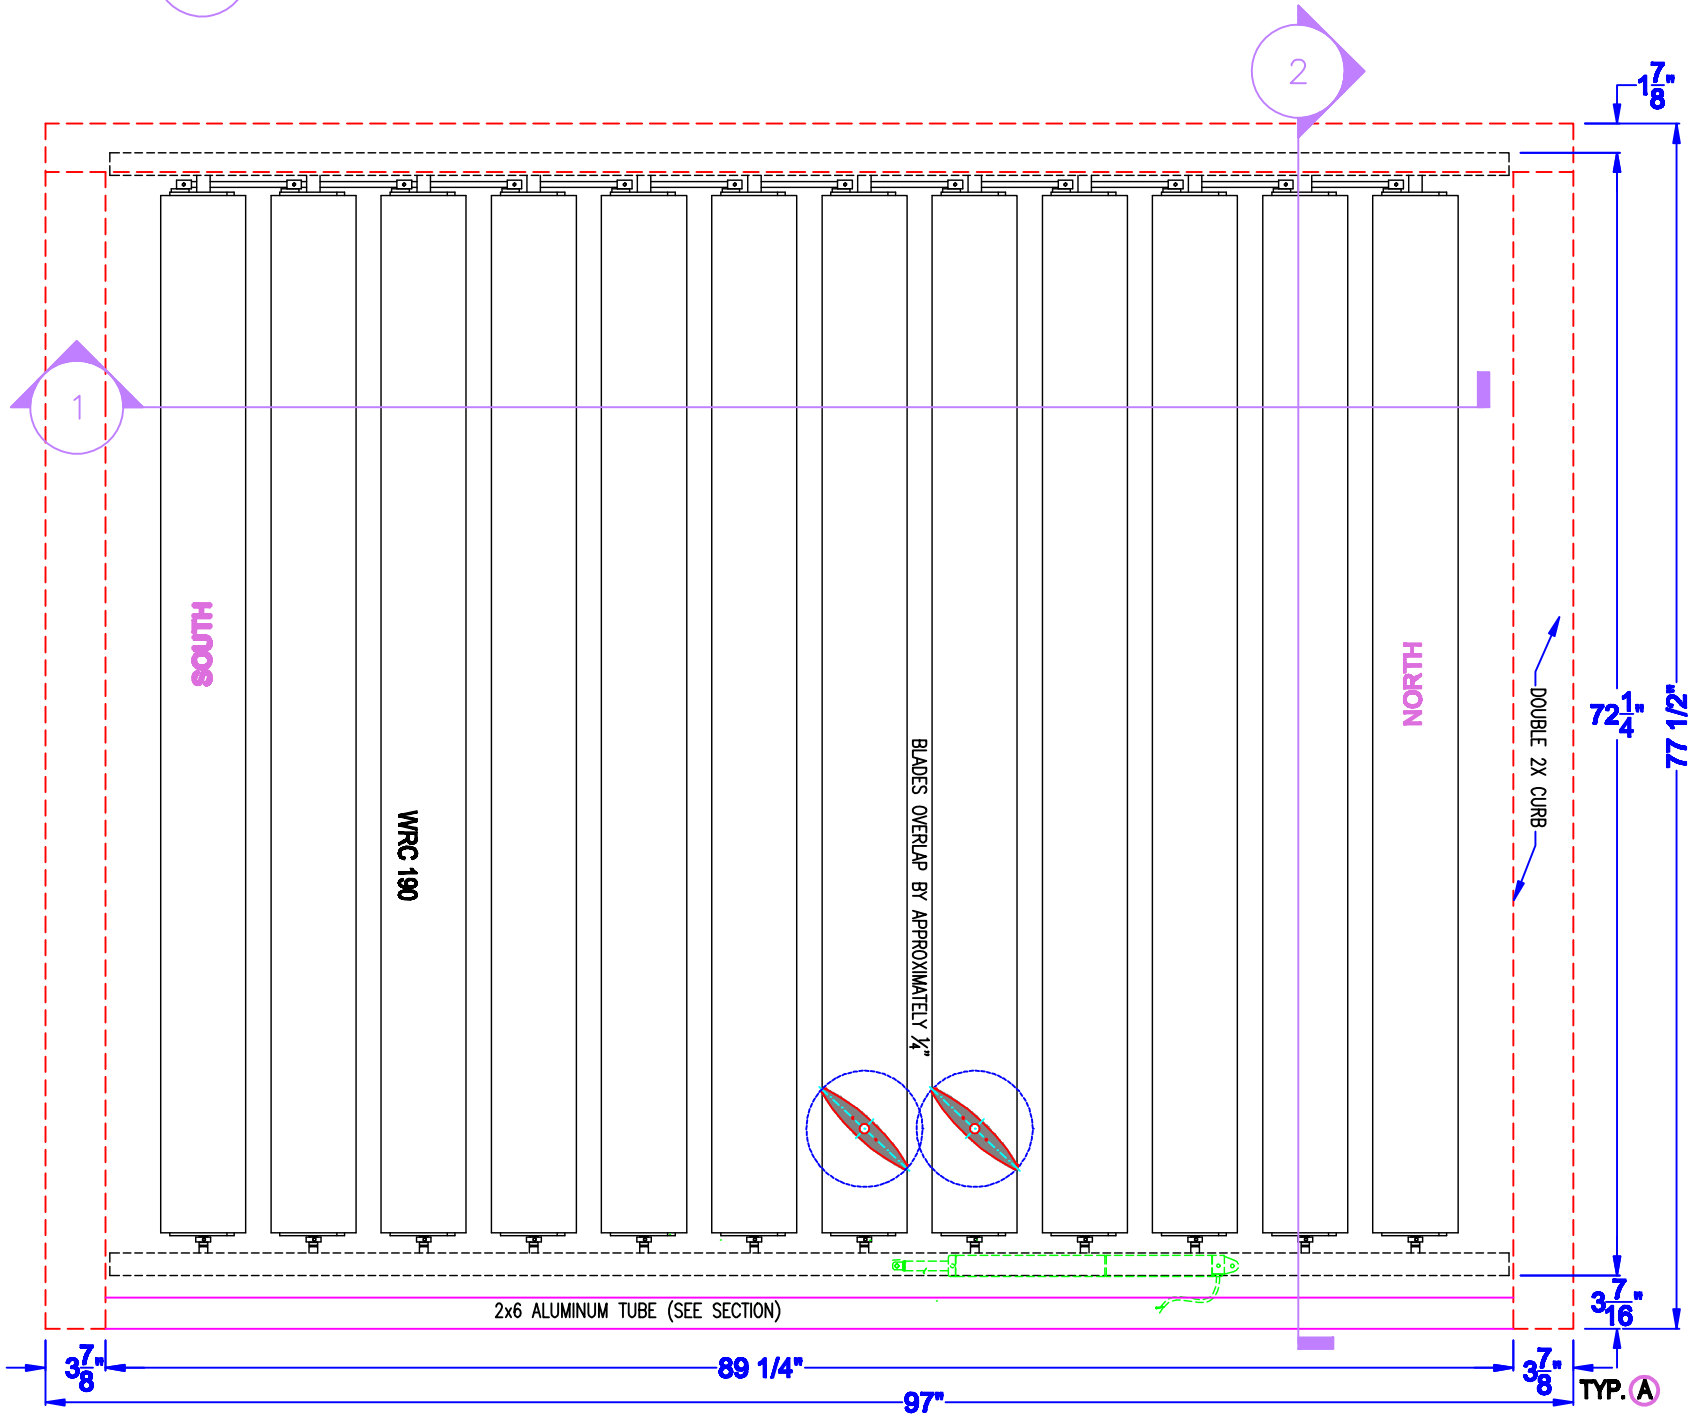 2
1 7/8"
1
SOUTH
NORTH
DOUBLE 2X CURB
72 1/4"
77 1/2"
BLADES OVERLAP BY APPROXIMATELY ¼"
WRC 190
2x6 ALUMINUM TUBE (SEE SECTION)
3 7/16"
3 7/8"
89 1/4"
3 7/8"
TYP. A
97"